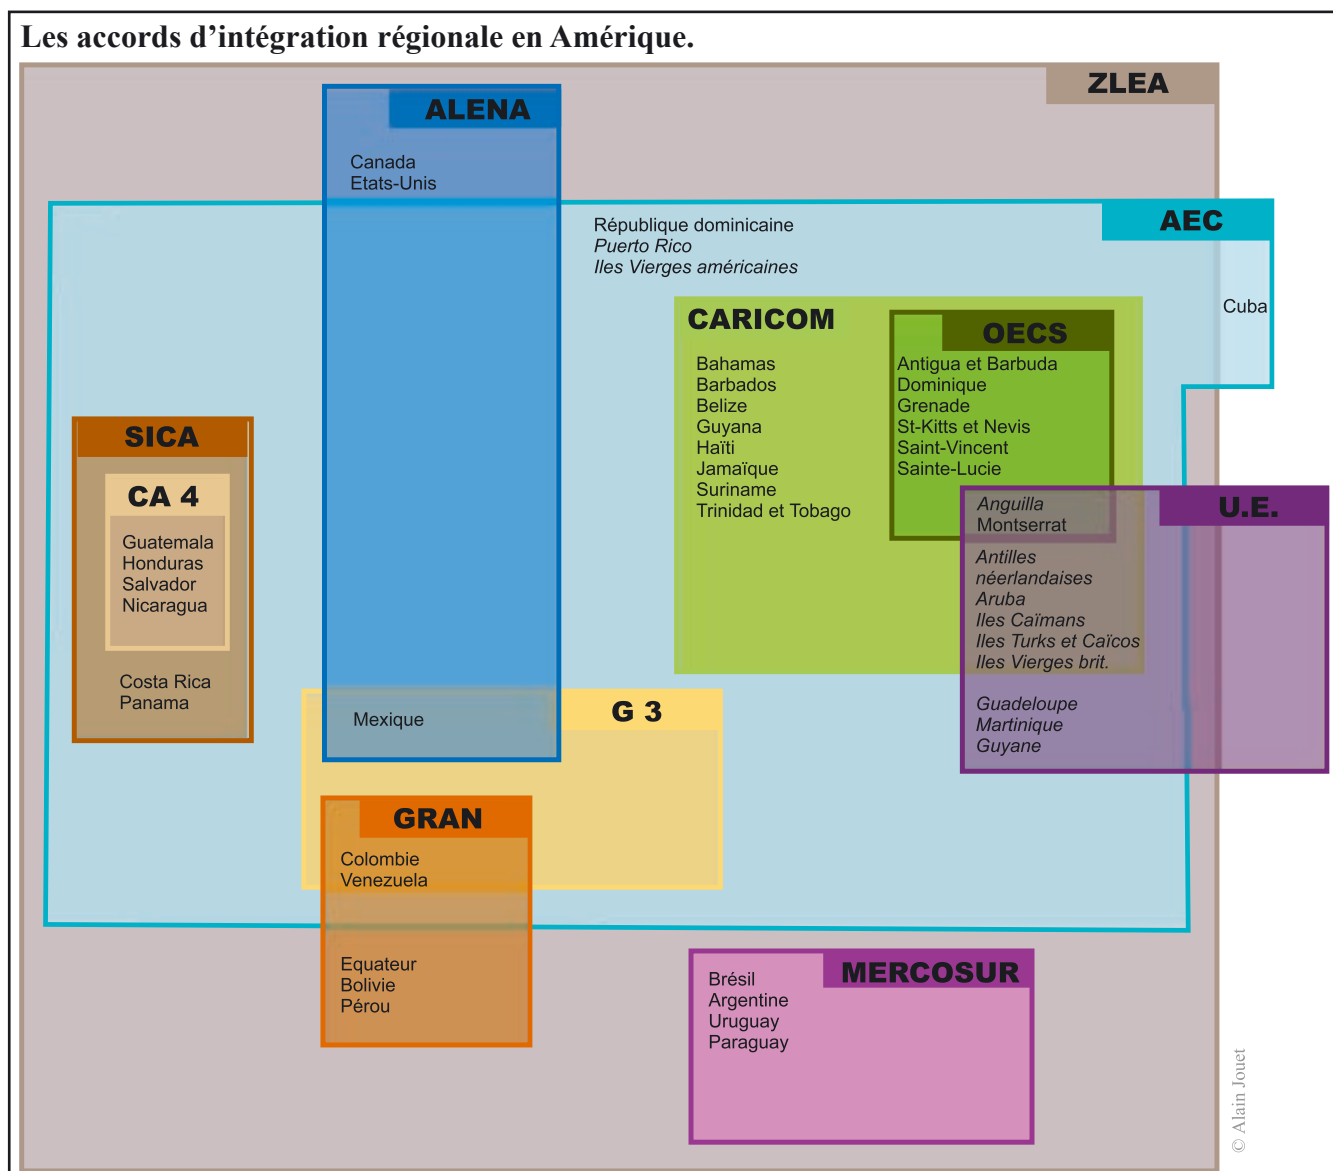 Les accords d’intégration régionale en Amérique.
ZLEA
ALENA
Canada
Etats-Unis
AEC
République dominicaine
Puerto Rico
Iles Vierges américaines
Cuba
CARICOM
Bahamas
Barbados
Belize
Guyana
Haïti
Jamaïque
Suriname
Trinidad et Tobago
OECS
Antigua et Barbuda
Dominique
Grenade
St-Kitts et Nevis
Saint-Vincent
Sainte-Lucie
U.E.
Anguilla
Montserrat
Antilles
néerlandaises
Aruba
Iles Caïmans
Iles Turks et Caïcos
Iles Vierges brit.
Guadeloupe
Martinique
Guyane
SICA
CA 4
Guatemala
Honduras
Salvador
Nicaragua
Costa Rica
Panama
G 3
Mexique
GRAN
Colombie
Venezuela
Equateur
Bolivie
Pérou
MERCOSUR
Brésil
Argentine
Uruguay
Paraguay
© Alain Jouet